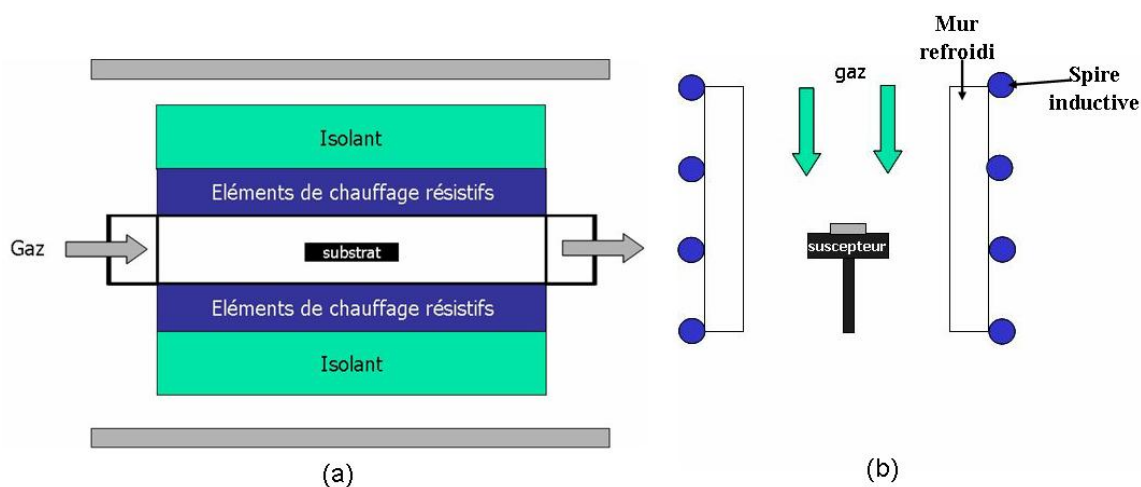 Isolant
Eléments de chauffage résistifs
Gaz
substrat
Eléments de chauffage résistifs
Isolant
(a)
Mur
refroidi
gaz
Spire
inductive
suscepteur
(b)